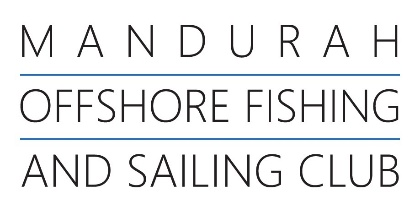 MANDURAH
OFFSHORE FISHING
AND SAILING CLUB